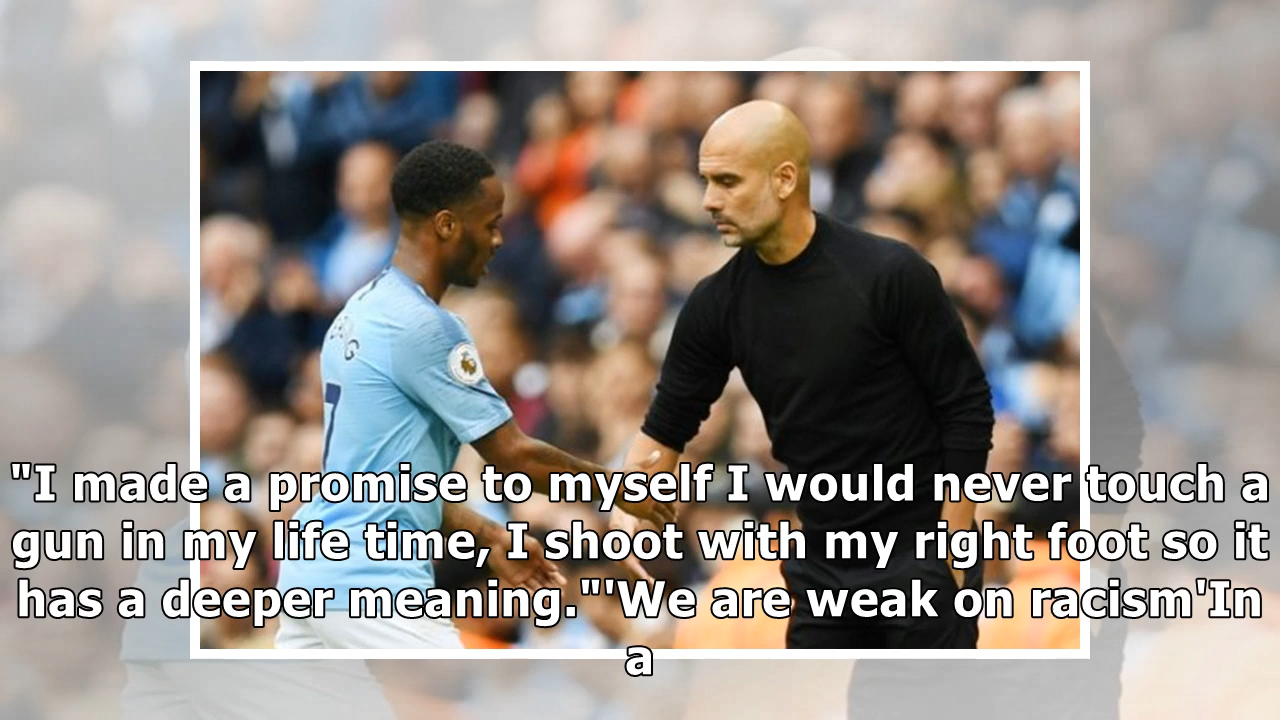 "I made a promise to myself I would never touch a
gun in my life time, I shoot with my right foot so it
has a deeper meaning."'We are weak on racism'In
a
7